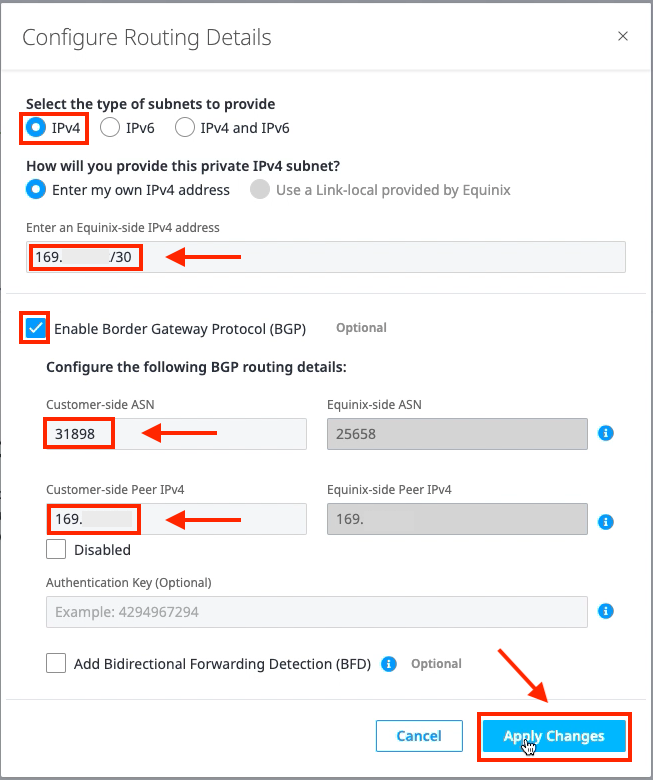 Configure Routing Details
Select the type of subnets to provide
IPv4 IPv6 IPv4 and IPv6
How will you provide this private IPv4 subnet?
Enter my own IPv4 address Use a Link-local provided by Equinix
Enter an Equinix-side IPv4 address
169. /30
Enable Border Gateway Protocol (BGP) Optional
Configure the following BGP routing details:
Customer-side ASN Equinix-side ASN
31898 25658
Customer-side Peer IPv4 Equinix-side Peer IPv4
169. 169.
Disabled
Authentication Key (Optional)
Example: 4294967294
Add Bidirectional Forwarding Detection (BFD) Optional
Cancel Apply Changes